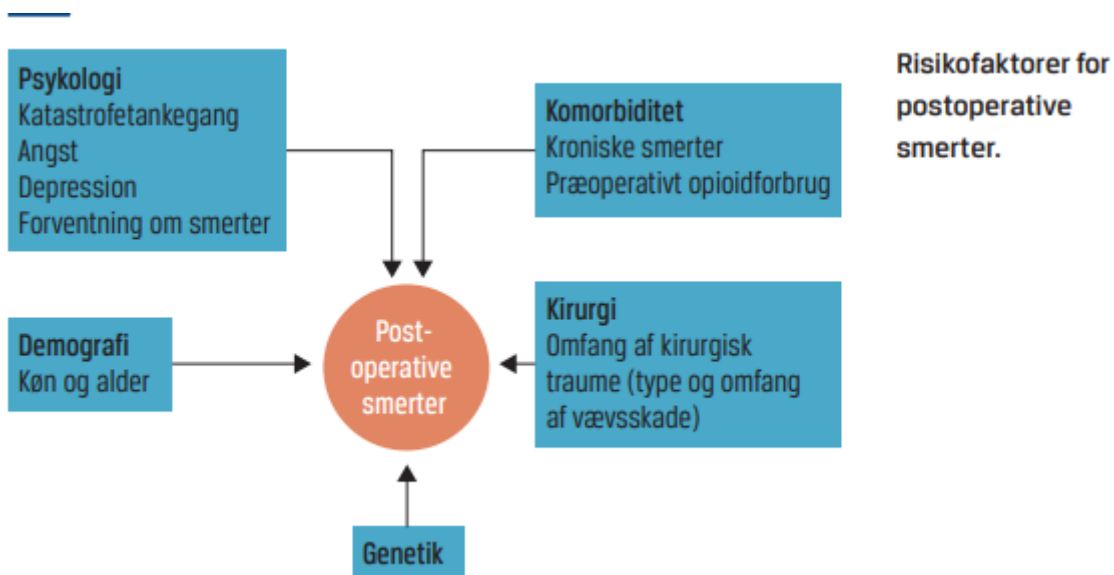 Psykologi
Katastrofetankegang
Angst
Depression
Forventning om smerter
Komorbiditet
Kroniske smerter
Præoperativt opioidforbrug
Risikofaktorer for
postoperative
smerter.
Demografi
Køn og alder
Post-
operative
smerter
Kirurgi
Omfang af kirurgisk
traume (type og omfang
af vævsskade)
Genetik